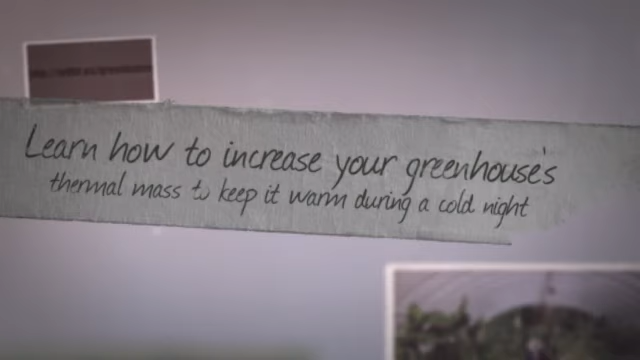 Learn how to increase your greenhouse's
thermal mass to keep it warm during a cold night